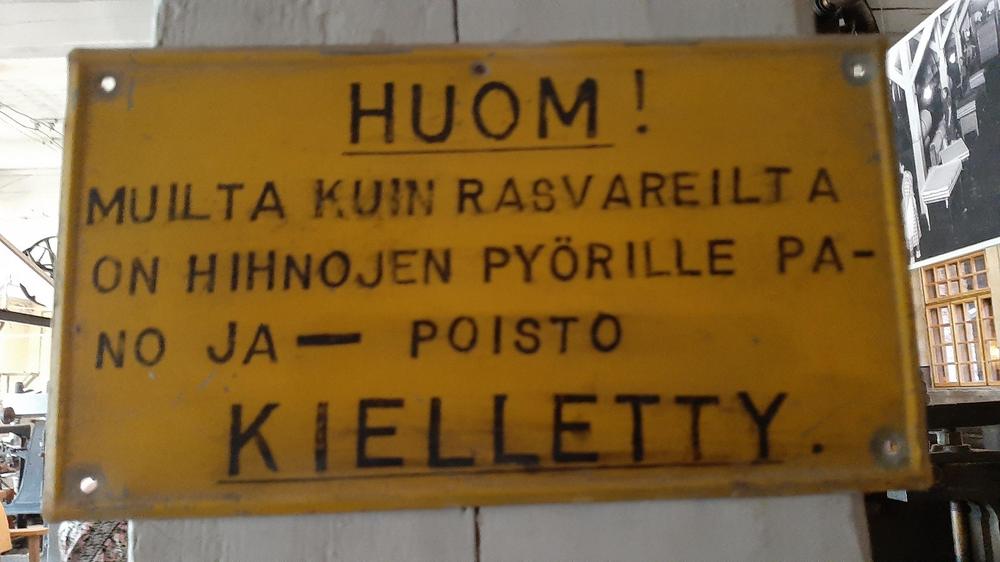 HUOM!
MUILTA KUIN RASVAREILTA
ON HIHNOJEN PYÖRILLE PA-
NO JA — POISTO
KIELLETTY.